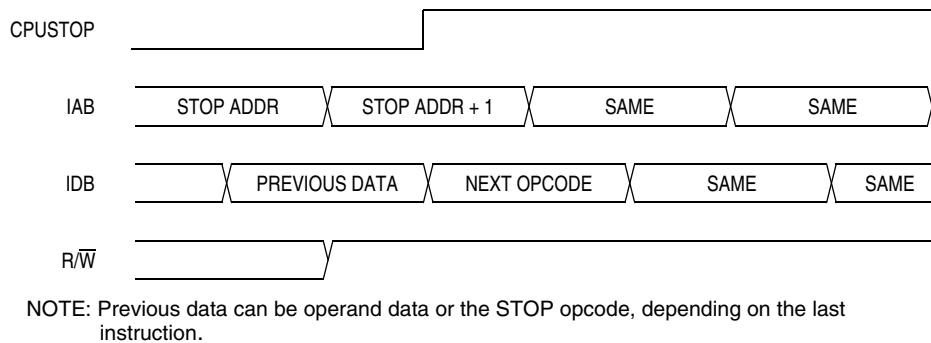 CPUSTOP
IAB STOP ADDR STOP ADDR + 1 SAME SAME
IDB PREVIOUS DATA NEXT OPCODE SAME SAME
R/W̅
NOTE: Previous data can be operand data or the STOP opcode, depending on the last
instruction.